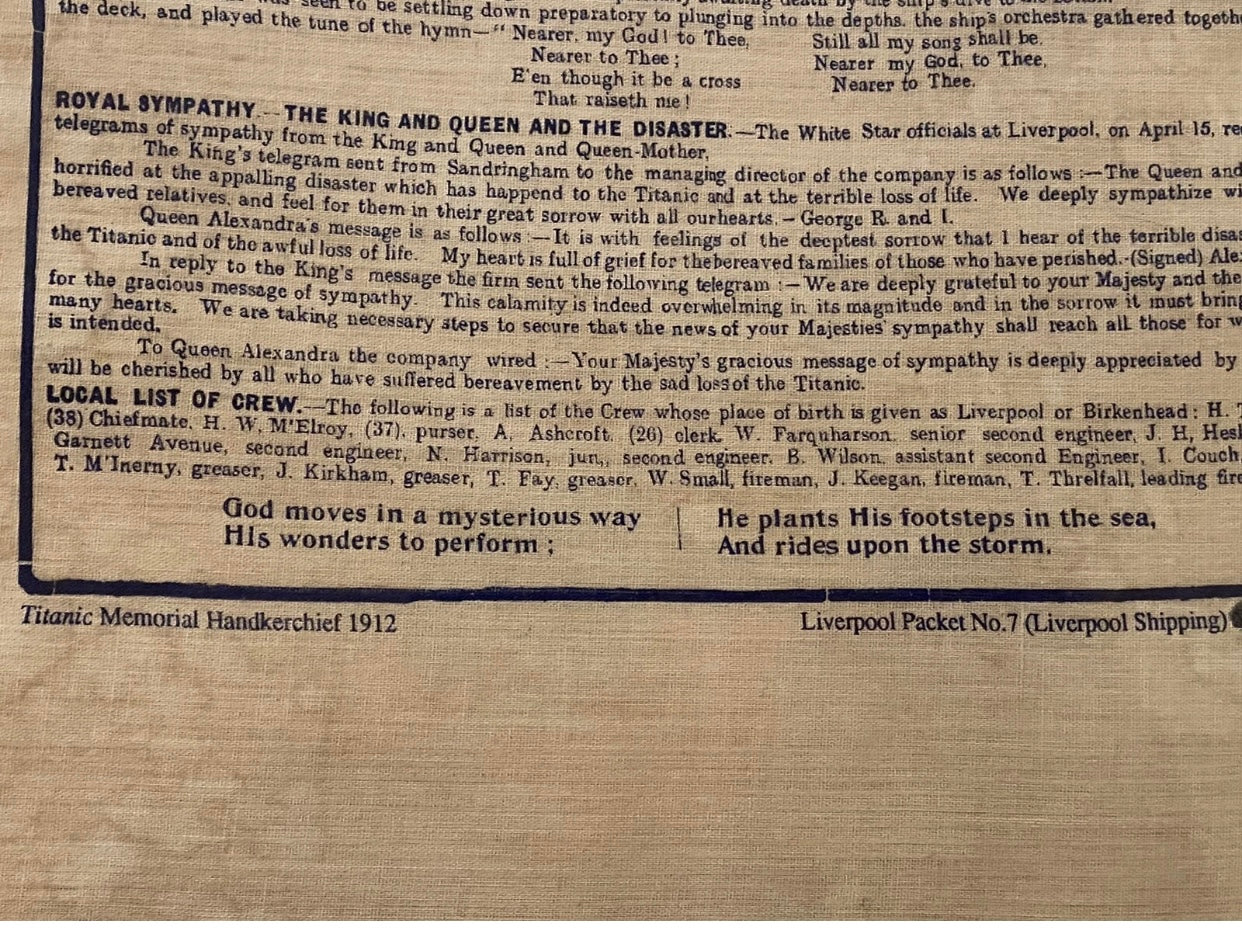 seen to be settling down preparatory to plunging into the depths. the ship's orchestra gathered
the deck, and played the tune of the hymn—" Nearer, my God! to Thee,
Nearer to Thee;
E'en though it be a cross
That raiseth me!
Still all my song shall be,
Nearer my God, to Thee,
Nearer to Thee.
ROYAL SYMPATHY.—THE KING AND QUEEN AND THE DISASTER.—The White Star officials at Liverpool, on April 15,
telegrams of sympathy from the King and Queen and Queen-Mother,
The King's telegram sent from Sandringham to the managing director of the company is as follows :—The Queen and
horrified at the appalling disaster which has happend to the Titanic and at the terrible loss of life. We deeply sympathize
bereaved relatives, and feel for them in their great sorrow with all ourhearts.—George R. and I.
Queen Alexandra's message is as follows :—It is with feelings of the deeptest sorrow that I hear of the terrible
the Titanic and of the awful loss of life. My heart is full of grief for thebereaved families of those who have perished.-(Signed)
In reply to the King's message the firm sent the following telegram :—We are deeply grateful to your Majesty and the
for the gracious message of sympathy. This calamity is indeed overwhelming in its magnitude and in the sorrow it must bring
many hearts. We are taking necessary steps to secure that the news of your Majesties' sympathy shall reach all those for
is intended.
To Queen Alexandra the company wired :—Your Majesty's gracious message of sympathy is deeply appreciated by
will be cherished by all who have suffered bereavement by the sad lossof the Titanic.
LOCAL LIST OF CREW.—The following is a list of the Crew whose place of birth is given as Liverpool or Birkenhead: H.
(38) Chiefmate, H. W. M'Elroy, (37), purser, A, Ashcroft, (26) clerk, W. Farquharson, senior second engineer, J. H,
Garnett Avenue, second engineer, N. Harrison, jun,, second engineer, B. Wilson, assistant second Engineer, I. Couch,
T. M'Inerny, greaser, J. Kirkham, greaser, T. Fay, greaser, W. Small, fireman, J. Keegan, fireman, T. Threlfall, leading
God moves in a mysterious way
His wonders to perform ;
He plants His footsteps in the sea,
And rides upon the storm.
Titanic Memorial Handkerchief 1912
Liverpool Packet No.7 (Liverpool Shipping)